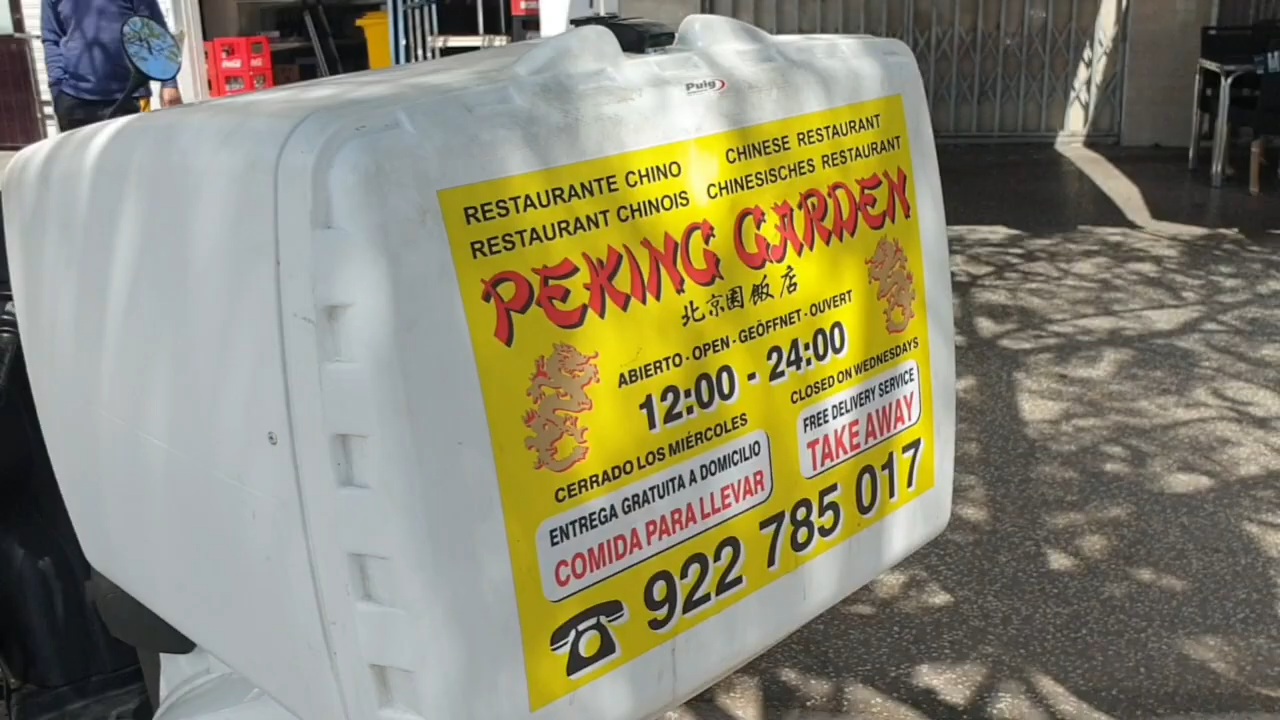 Puig
RESTAURANTE CHINO
CHINESE RESTAURANT
RESTAURANT CHINOIS
CHINESISCHES RESTAURANT
PEKING GARDEN
北京園飯店
ABIERTO - OPEN - GEÖFFNET - OUVERT
12:00 - 24:00
CERRADO LOS MIÉRCOLES
CLOSED ON WEDNESDAYS
ENTREGA GRATUITA A DOMICILIO
COMIDA PARA LLEVAR
FREE DELIVERY SERVICE
TAKE AWAY
922 785 017